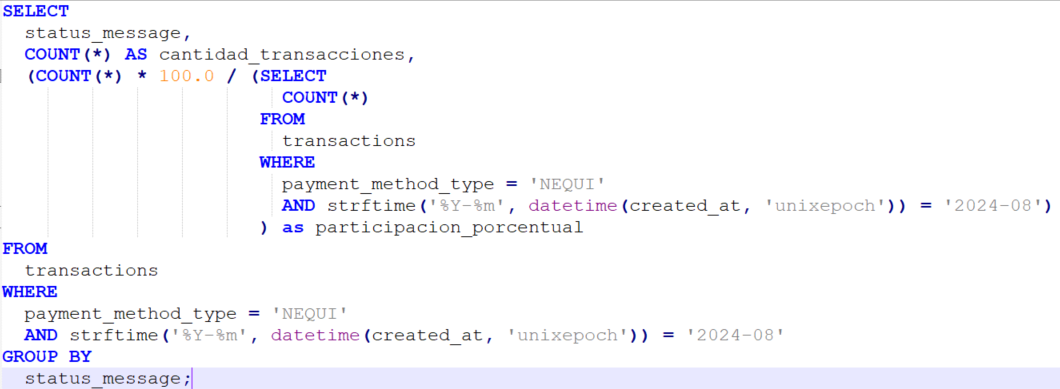 SELECT
status_message,
COUNT(*) AS cantidad_transacciones,
(COUNT(*) * 100.0 / (SELECT
COUNT(*)
FROM
transactions
WHERE
payment_method_type = 'NEQUI'
AND strftime('%Y-%m', datetime(created_at, 'unixepoch')) = '2024-08')
) as participacion_porcentual
FROM
transactions
WHERE
payment_method_type = 'NEQUI'
AND strftime('%Y-%m', datetime(created_at, 'unixepoch')) = '2024-08'
GROUP BY
status_message;